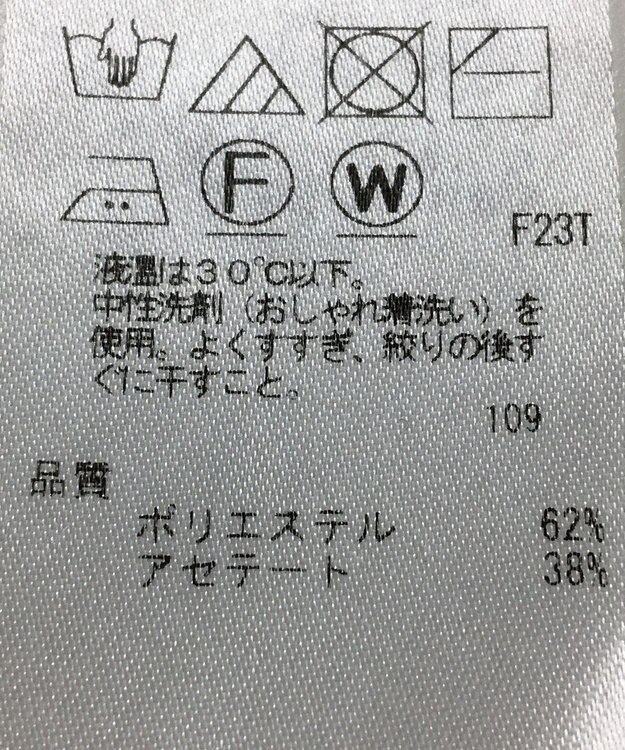 F W
F23T
液温は30℃以下。
中性洗剤（おしゃれ着洗い）を
使用。よくすすぎ、絞りの後す
ぐに干すこと。
109
品質
ポリエステル 62%
アセテート 38%